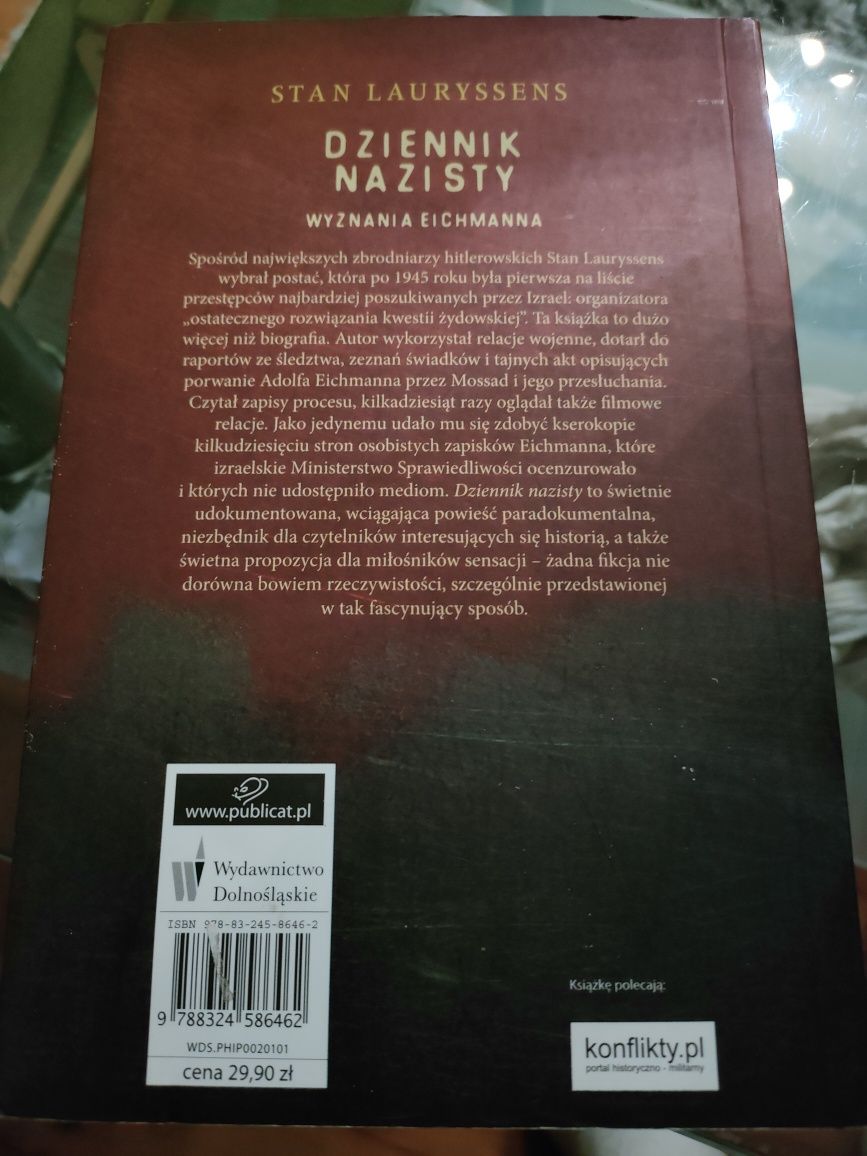 STAN LAURYSSENS
DZIENNIK
NAZISTY
WYZNANIA EICHMANNA
Spośród największych zbrodniarzy hitlerowskich Stan Lauryssens
wybrał postać, która po 1945 roku była pierwsza na liście
przestępców najbardziej poszukiwanych przez Izrael: organizatora
„ostatecznego rozwiązania kwestii żydowskiej”. Ta książka to dużo
więcej niż biografia. Autor wykorzystał relacje wojenne, dotarł do
raportów ze śledztwa, zeznań świadków i tajnych akt opisujących
porwanie Adolfa Eichmanna przez Mossad i jego przesłuchania.
Czytał zapisy procesu, kilkadziesiąt razy oglądał także filmowe
relacje. Jako jedynemu udało mu się zdobyć kserokopie
kilkudziesięciu stron osobistych zapisków Eichmanna, które
izraelskie Ministerstwo Sprawiedliwości ocenzurowało
i których nie udostępniło mediom. Dziennik nazisty to świetnie
udokumentowana, wciągająca powieść paradokumentalna,
niezbędnik dla czytelników interesujących się historią, a także
świetna propozycja dla miłośników sensacji – żadna fikcja nie
dorówna bowiem rzeczywistości, szczególnie przedstawionej
w tak fascynujący sposób.
www.publicat.pl
Wydawnictwo
Dolnośląskie
ISBN 978-83-245-8646-2
9 788324 586462
WDS.PHIP0020101
cena 29,90 zł
Książkę polecają:
konflikty.pl
portal historyczno - militarny